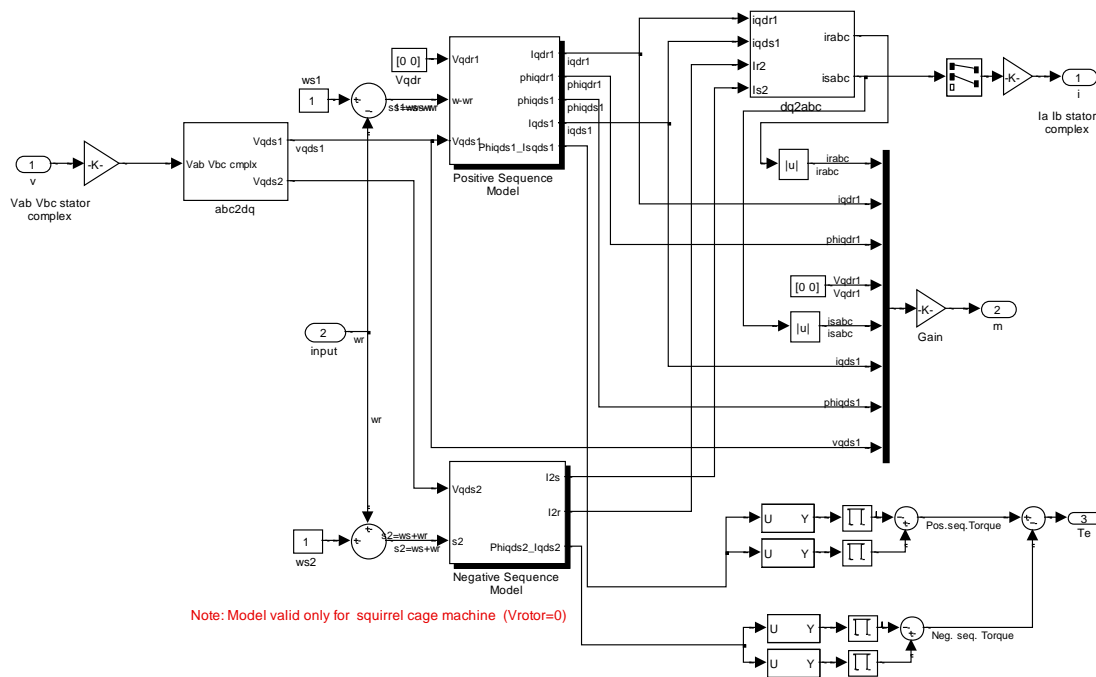 iqdr1
iqds1
Ir2
Is2
irabc
isabc
dq2abc
1
i
-K-
Ia Ib stator
complex
[0 0]
Vqdr
Vqdr1
w-wr
Vqds1
Iqdr1
phiqdr1
phiqds1
Iqds1
Phiqds1_Isqds1
iqdr1
phiqdr1
phiqds1
iqds1
Positive Sequence
Model
ws1
1
1
v
Vab Vbc stator
complex
-K-
Vab Vbc cmplx
Vqds1
Vqds2
vqds1
abc2dq
|u|
irabc
irabc
iqdr1
phiqdr1
[0 0]
Vqdr1
Vqdr1
|u|
isabc
isabc
iqds1
phiqds1
vqds1
-K-
Gain
2
m
2
input
wr
wr
Vqds2
s2
I2s
I2r
Phiqds2_Iqds2
Negative Sequence
Model
1
ws2
s2=ws+wr
s2=ws+wr
U Y
U Y
Pos.seq.Torque
3
Te
U Y
U Y
Neg. seq. Torque
Note: Model valid only for squirrel cage machine (Vrotor=0)